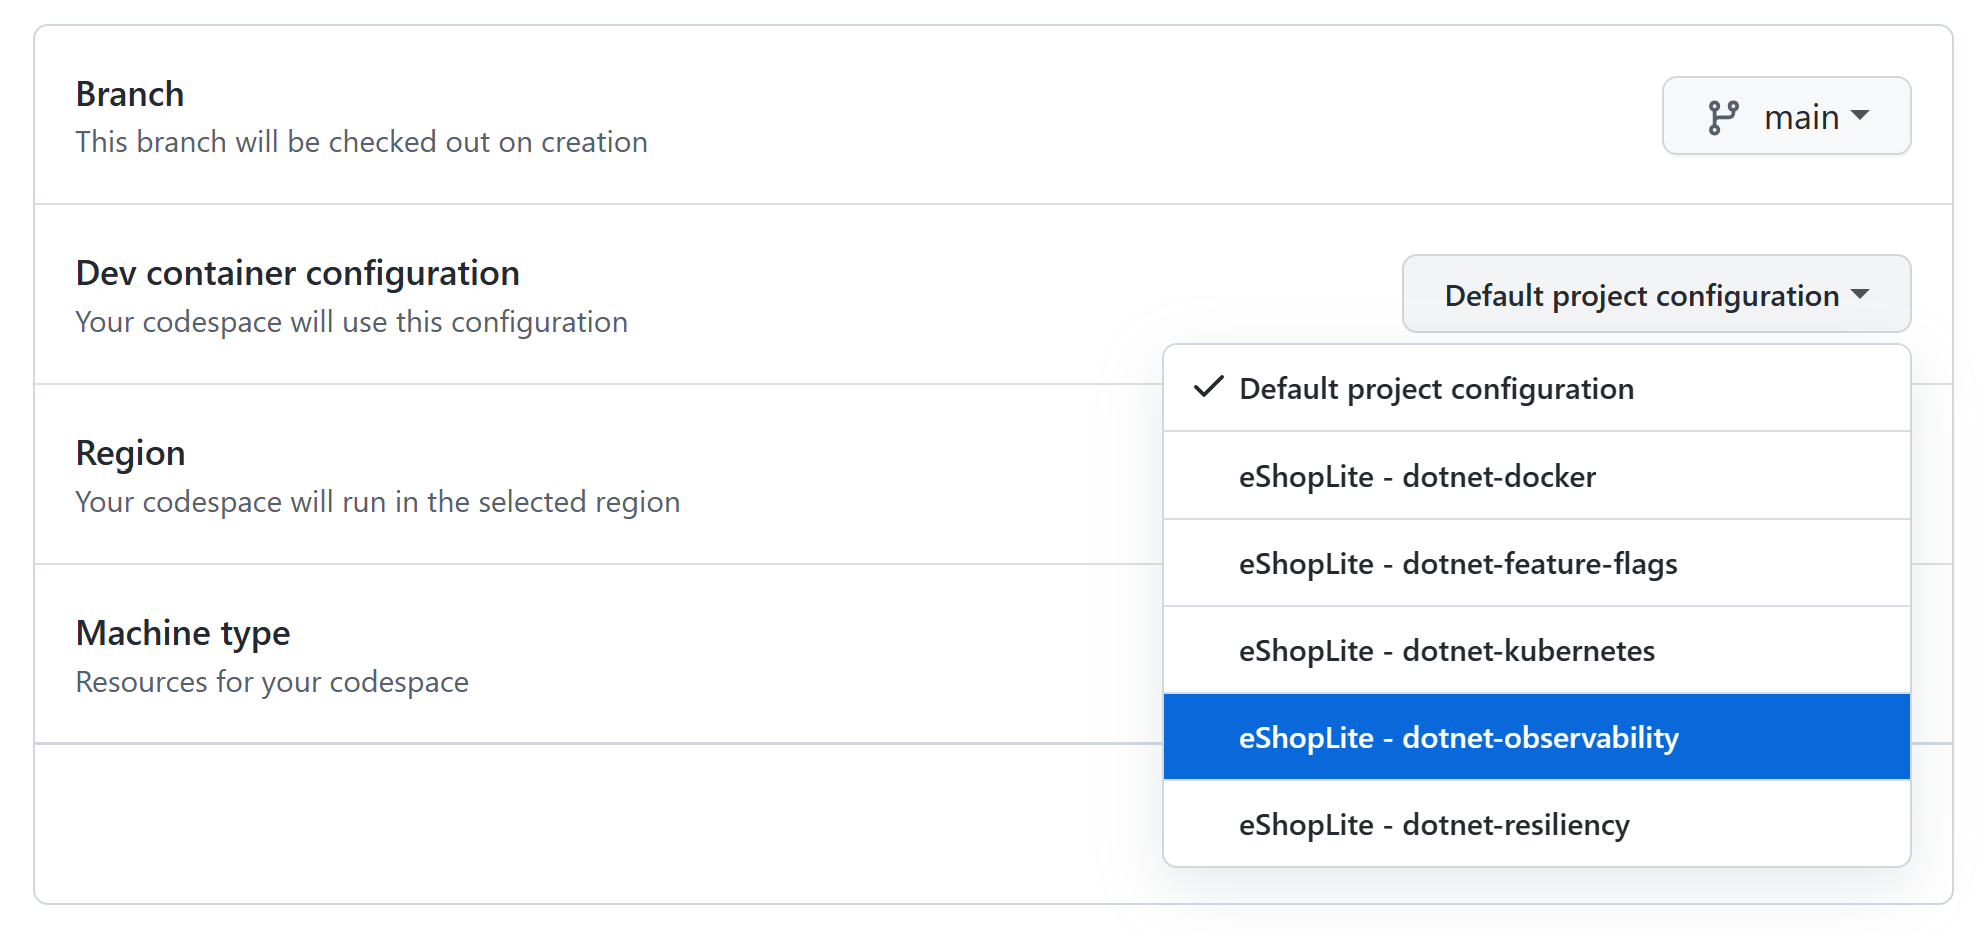 Branch
This branch will be checked out on creation
main
Dev container configuration
Your codespace will use this configuration
Default project configuration
Default project configuration
eShopLite - dotnet-docker
eShopLite - dotnet-feature-flags
eShopLite - dotnet-kubernetes
eShopLite - dotnet-observability
eShopLite - dotnet-resiliency
Region
Your codespace will run in the selected region
Machine type
Resources for your codespace